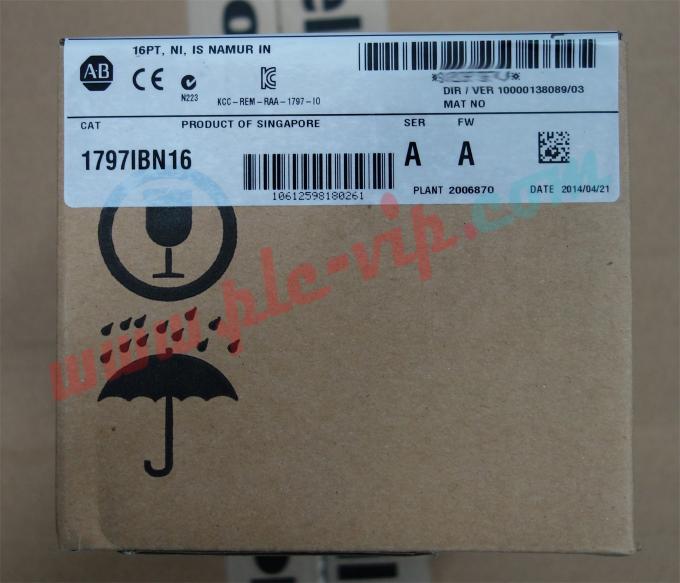 16PT, NI, IS NAMUR IN
AB
CE
N223
KCC-REM-RAA-1797-IO
DIR / VER 10000138089/03
MAT NO
CAT
PRODUCT OF SINGAPORE
SER
FW
1797IBN16
A
A
10612598180261
PLANT 2006870
DATE 2014/04/21
www.plc-vip.com